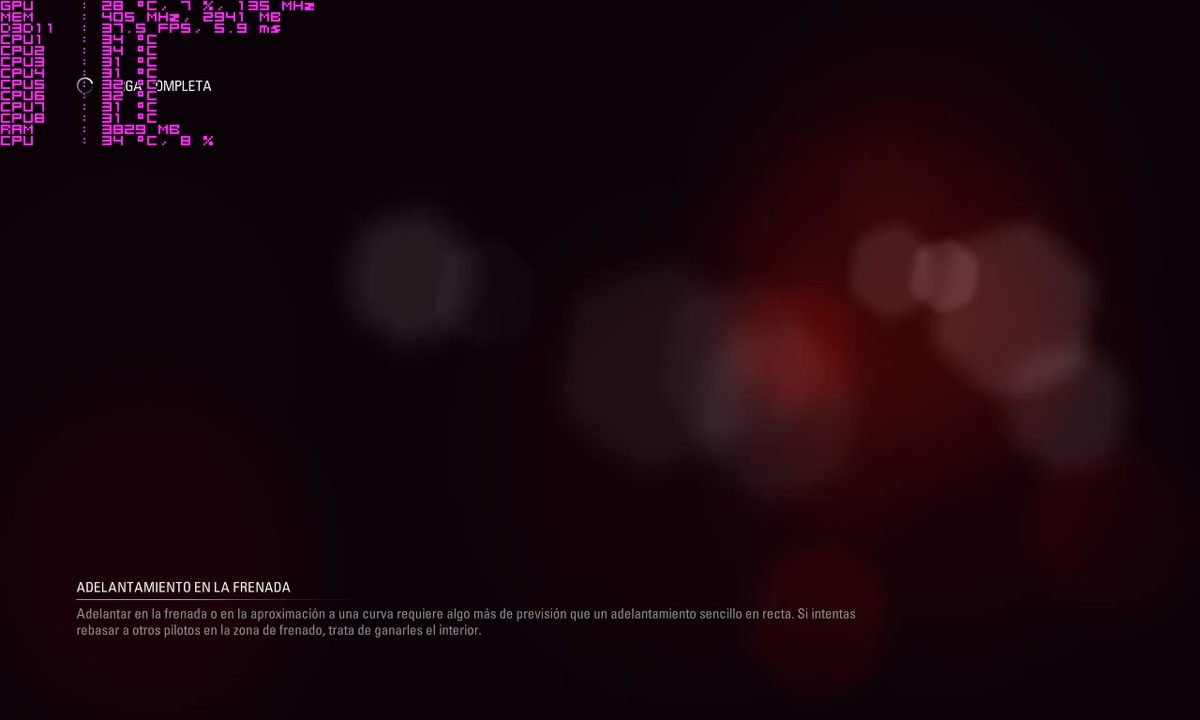 GPU : 28 °C, 7 %, 135 MHz
MEM : 405 MHz, 2941 MB
D3D11 : 37.5 FPS, 5.9 ms
CPU1 : 34 °C
CPU2 : 34 °C
CPU3 : 31 °C
CPU4 : 31 °C
CPU5 : 32 °C
COMPLETA
CPU6 : 32 °C
CPU7 : 31 °C
CPU8 : 31 °C
RAM : 3829 MB
CPU : 34 °C, 8 %
ADELANTAMIENTO EN LA FRENADA
Adelantar en la frenada o en la aproximación a una curva requiere algo más de previsión que un adelantamiento sencillo en recta. Si intentas
rebasar a otros pilotos en la zona de frenado, trata de ganarles el interior.